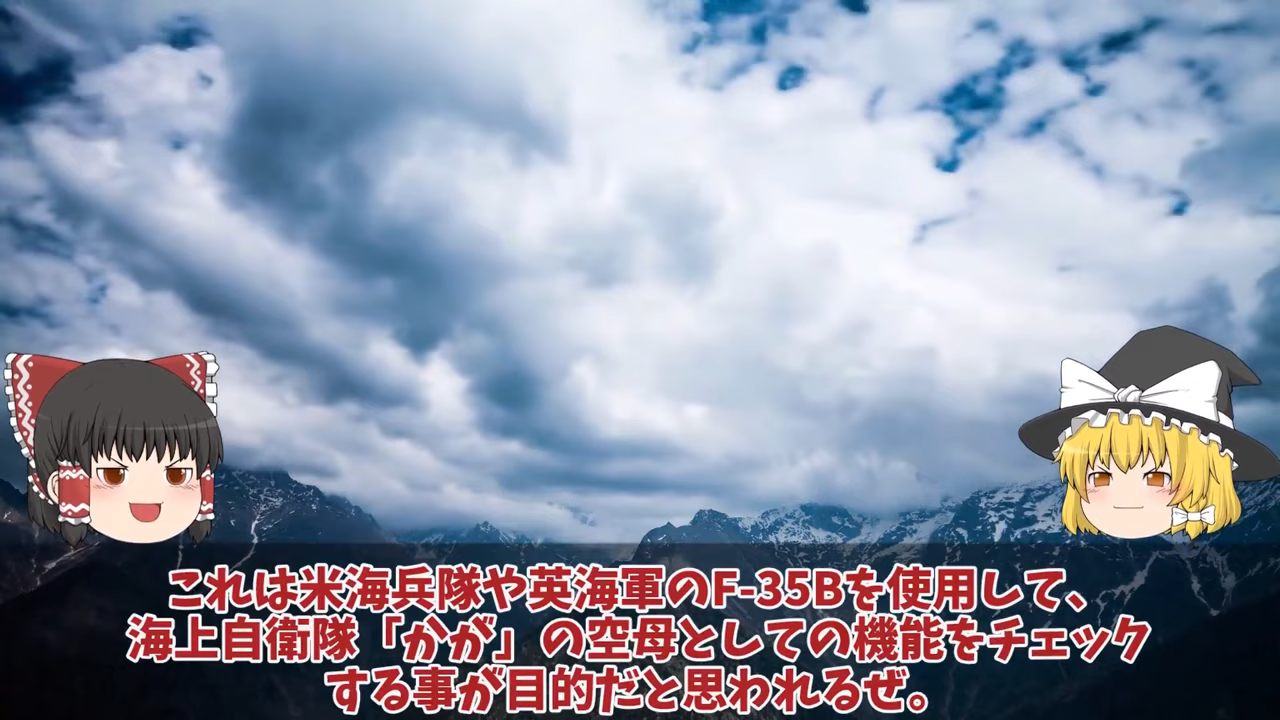 これは米海兵隊や英海軍のF-35Bを使用して、
海上自衛隊「かが」の空母としての機能をチェック
する事が目的だと思われるぜ。